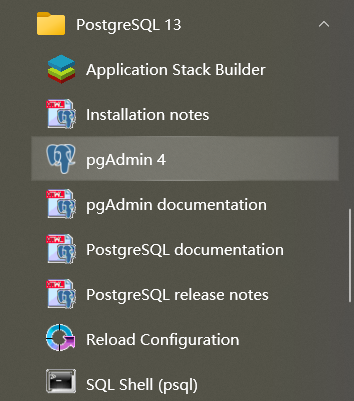 PostgreSQL 13
Application Stack Builder
Installation notes
pgAdmin 4
pgAdmin documentation
PostgreSQL documentation
PostgreSQL release notes
Reload Configuration
SQL Shell (psql)